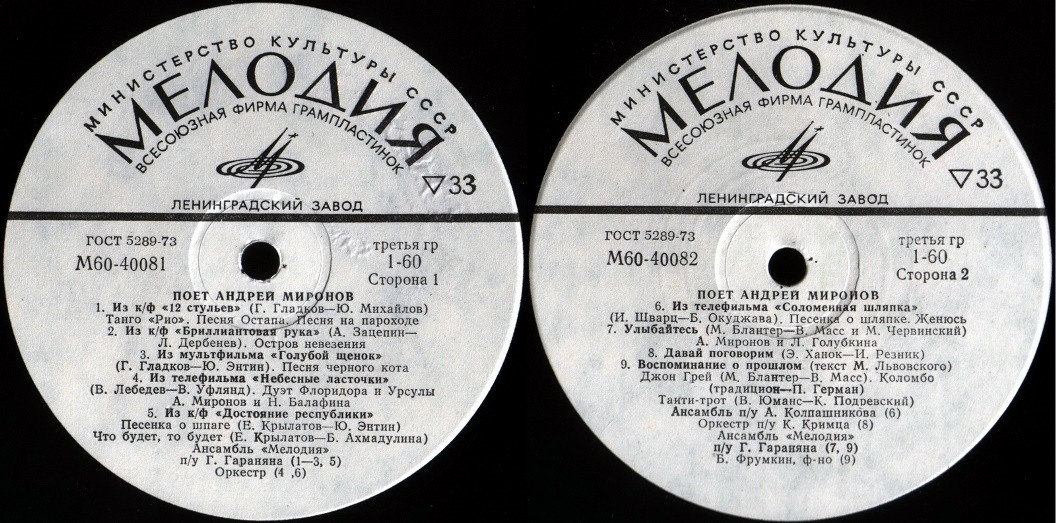 МИНИСТЕРСТВО КУЛЬТУРЫ СССР
МЕЛОДИЯ
ВСЕСОЮЗНАЯ ФИРМА ГРАМПЛАСТИНОК
▽33
ЛЕНИНГРАДСКИЙ ЗАВОД
ГОСТ 5289-73
третья гр
М60-40081
1-60
Сторона 1
ПОЕТ АНДРЕЙ МИРОНОВ
1. Из к/ф «12 стульев» (Г. Гладков—Ю. Михайлов)
Танго «Рио». Песня Остапа. Песня на пароходе
2. Из к/ф «Бриллиантовая рука» (А. Зацепин—
Л. Дербенев). Остров невезения
3. Из мультфильма «Голубой щенок»
(Г. Гладков—Ю. Энтин). Песня черного кота
4. Из телефильма «Небесные ласточки»
(В. Лебедев—В. Уфлянд). Дуэт Флоридора и Урсулы
А. Миронов и Н. Балафина
5. Из к/ф «Достояние республики»
Песенка о шпаге (Е. Крылатов—Ю. Энтин)
Что будет, то будет (Е. Крылатов—Б. Ахмадулина)
Ансамбль «Мелодия»
п/у Г. Гараняна (1—3, 5)
Оркестр (4 ,6)
МИНИСТЕРСТВО КУЛЬТУРЫ СССР
МЕЛОДИЯ
ВСЕСОЮЗНАЯ ФИРМА ГРАМПЛАСТИНОК
▽33
ЛЕНИНГРАДСКИЙ ЗАВОД
ГОСТ 5289-73
третья гр
М60-40082
1-60
Сторона 2
ПОЕТ АНДРЕЙ МИРОНОВ
6. Из телефильма «Соломенная шляпка»
(И. Шварц—Б. Окуджава). Песенка о шляпке. Женюсь
7. Улыбайтесь (М. Блантер—В. Масс и М. Червинский)
А. Миронов и Л. Голубкина
8. Давай поговорим (Э. Ханок—И. Резник)
9. Воспоминание о прошлом (текст М. Львовского)
Джон Грей (М. Блантер—В. Масс). Коломбо
(традицион—П. Герман)
Таити-трот (В. Юманс—К. Подревский)
Ансамбль п/у А. Колпашникова (6)
Оркестр п/у К. Кримца (8)
Ансамбль «Мелодия»
п/у Г. Гараняна (7, 9)
Б. Фрумкин, ф-но (9)